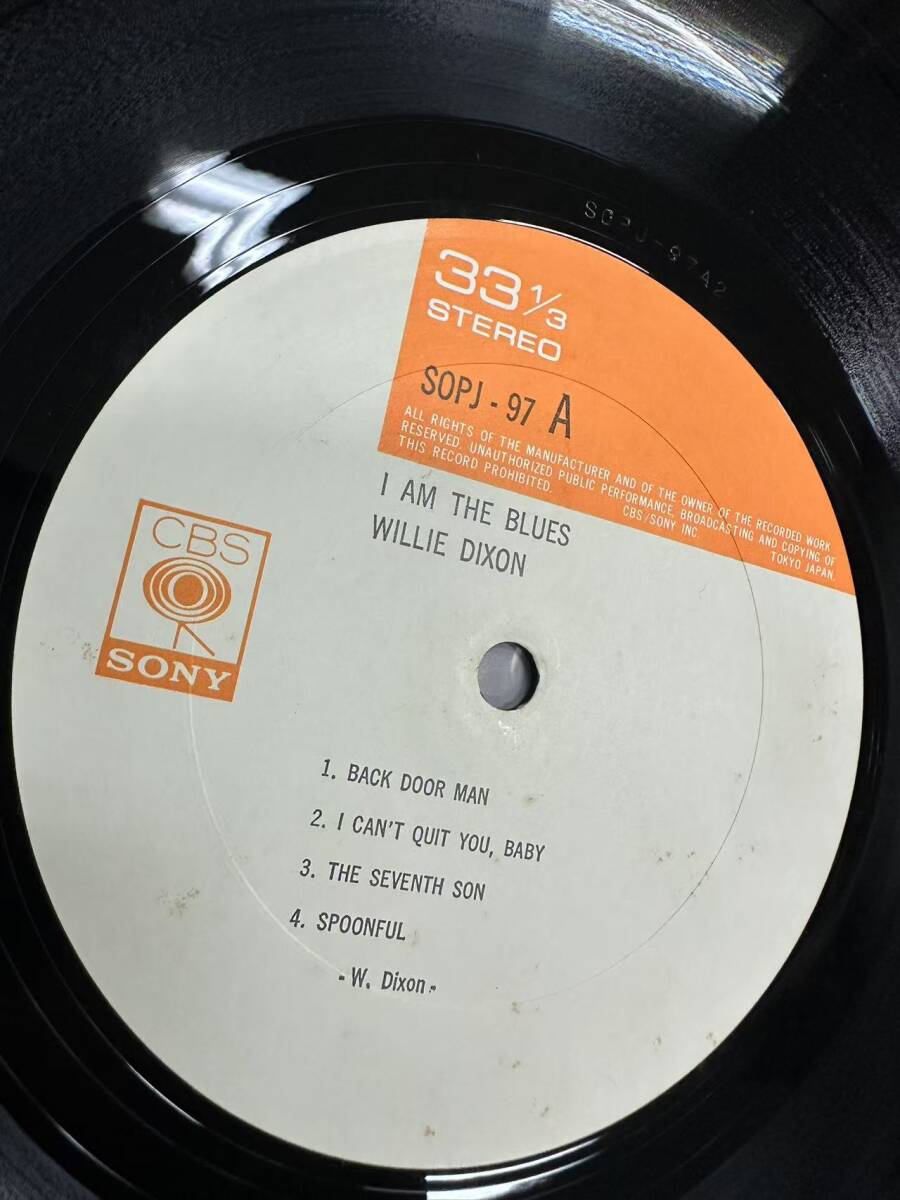 SOPJ-97A2
33 1/3
STEREO
SOPJ - 97 A
ALL RIGHTS OF THE MANUFACTURER AND OF THE OWNER OF THE RECORDED WORK
RESERVED. UNAUTHORIZED PUBLIC PERFORMANCE, BROADCASTING AND COPYING OF
THIS RECORD PROHIBITED. CBS/SONY INC. TOKYO JAPAN.
I AM THE BLUES
WILLIE DIXON
CBS
SONY
1. BACK DOOR MAN
2. I CAN'T QUIT YOU, BABY
3. THE SEVENTH SON
4. SPOONFUL
- W. Dixon -